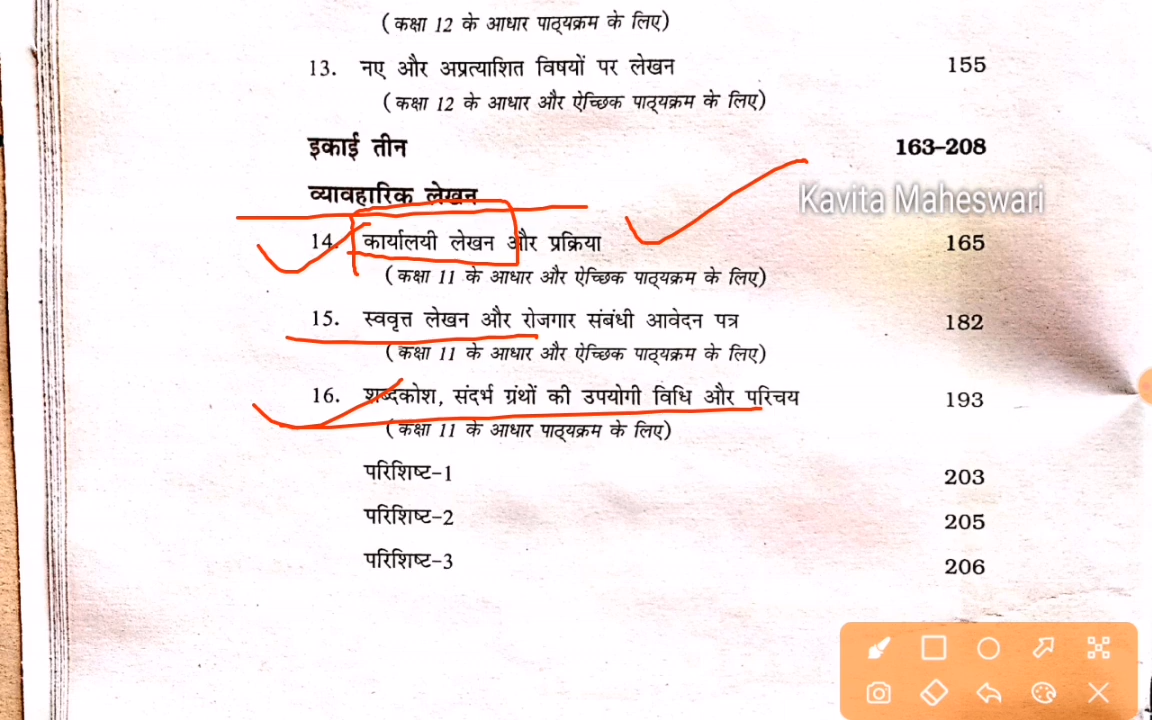 (कक्षा 12 के आधार पाठ्यक्रम के लिए)
13. नए और अप्रत्याशित विषयों पर लेखन 155
(कक्षा 12 के आधार और ऐच्छिक पाठ्यक्रम के लिए)
इकाई तीन 163–208
व्यावहारिक लेखन
Kavita Maheswari
14. कार्यालयी लेखन और प्रक्रिया 165
(कक्षा 11 के आधार और ऐच्छिक पाठ्यक्रम के लिए)
15. स्ववृत्त लेखन और रोजगार संबंधी आवेदन पत्र 182
(कक्षा 11 के आधार और ऐच्छिक पाठ्यक्रम के लिए)
16. शब्दकोश, संदर्भ ग्रंथों की उपयोगी विधि और परिचय 193
(कक्षा 11 के आधार पाठ्यक्रम के लिए)
परिशिष्ट-1 203
परिशिष्ट-2 205
परिशिष्ट-3 206